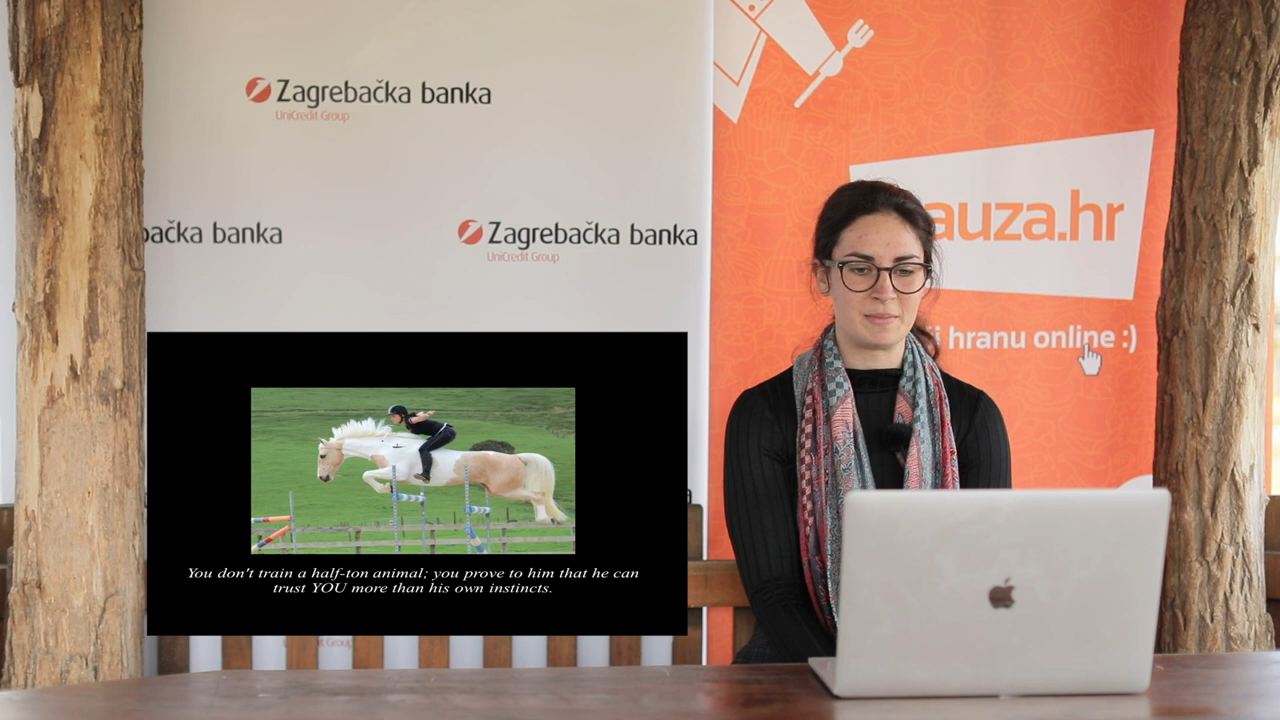 Zagrebačka banka
UniCredit Group
banka
Zagrebačka banka
UniCredit Group
auza.hr
hranu online :)
You don't train a half-ton animal; you prove to him that he can
trust YOU more than his own instincts.